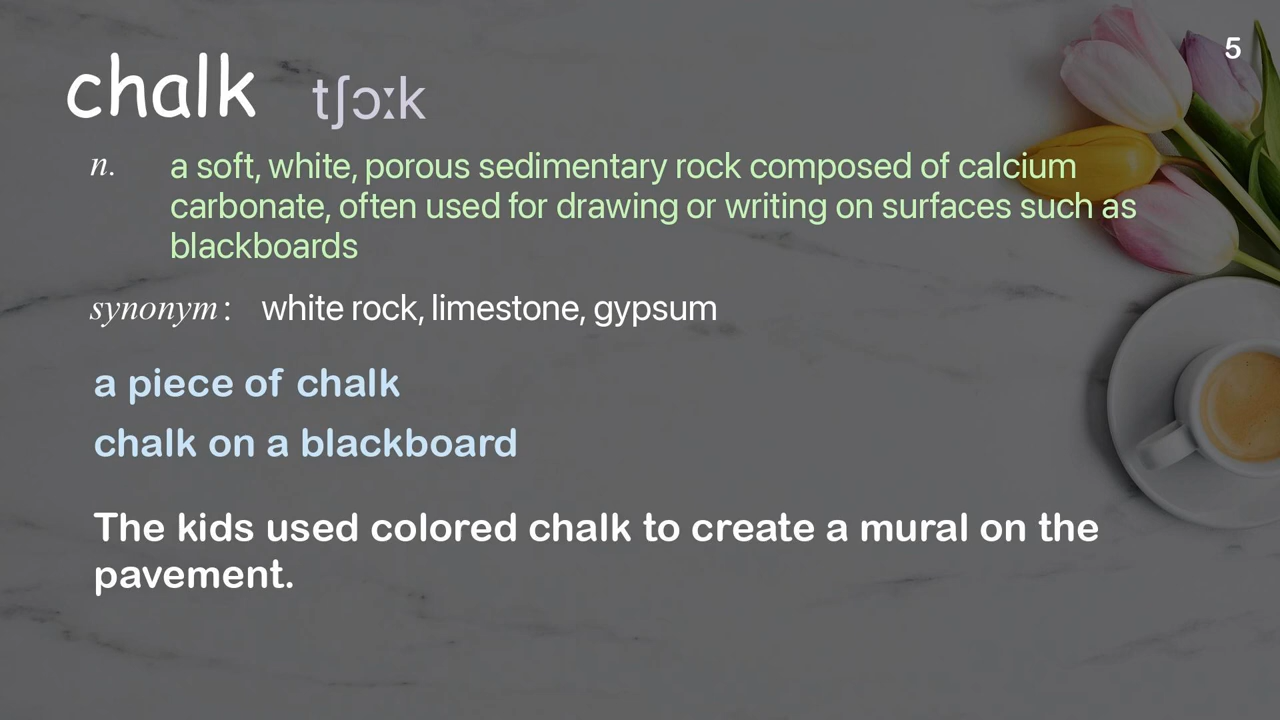 5
chalk tʃɔːk
n. a soft, white, porous sedimentary rock composed of calcium
carbonate, often used for drawing or writing on surfaces such as
blackboards
synonym: white rock, limestone, gypsum
a piece of chalk
chalk on a blackboard
The kids used colored chalk to create a mural on the
pavement.